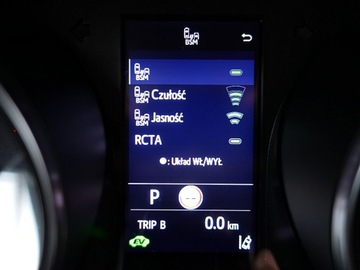 BSM
BSM
BSM Czułość
BSM Jasność
RCTA
: Układ WŁ/WYŁ.
P
TRIP B 0.0 km
EV